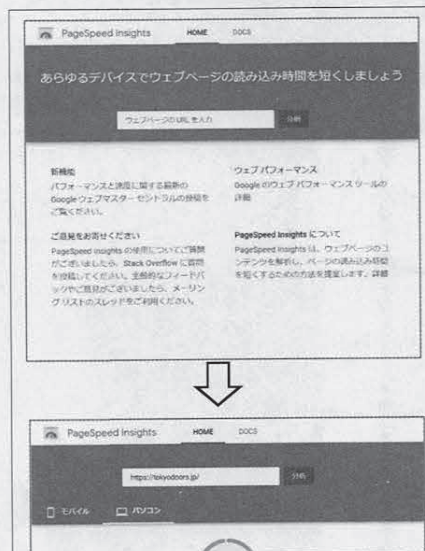 PageSpeed Insights HOME DOCS
あらゆるデバイスでウェブページの読み込み時間を短くしましょう
ウェブページの URL を入力 分析
新機能
パフォーマンスと速度に関する最新の
Google ウェブマスター セントラルの投稿を
ご覧ください。
ご意見をお寄せください
PageSpeed Insights の使用についてご質問
がございましたら、Stack Overflow に質問
を投稿してください。全般的なフィードバ
ックやご意見がございましたら、メーリン
グ リストのスレッドをご利用ください。
ウェブ パフォーマンス
Google のウェブ パフォーマンス ツールの
詳細
PageSpeed Insights について
PageSpeed Insights は、ウェブページのコ
ンテンツを解析し、ページの読み込み時間
を短くするための方法を提案します。詳細
PageSpeed Insights HOME DOCS
https://tokyodoors.jp/ 分析
モバイル パソコン